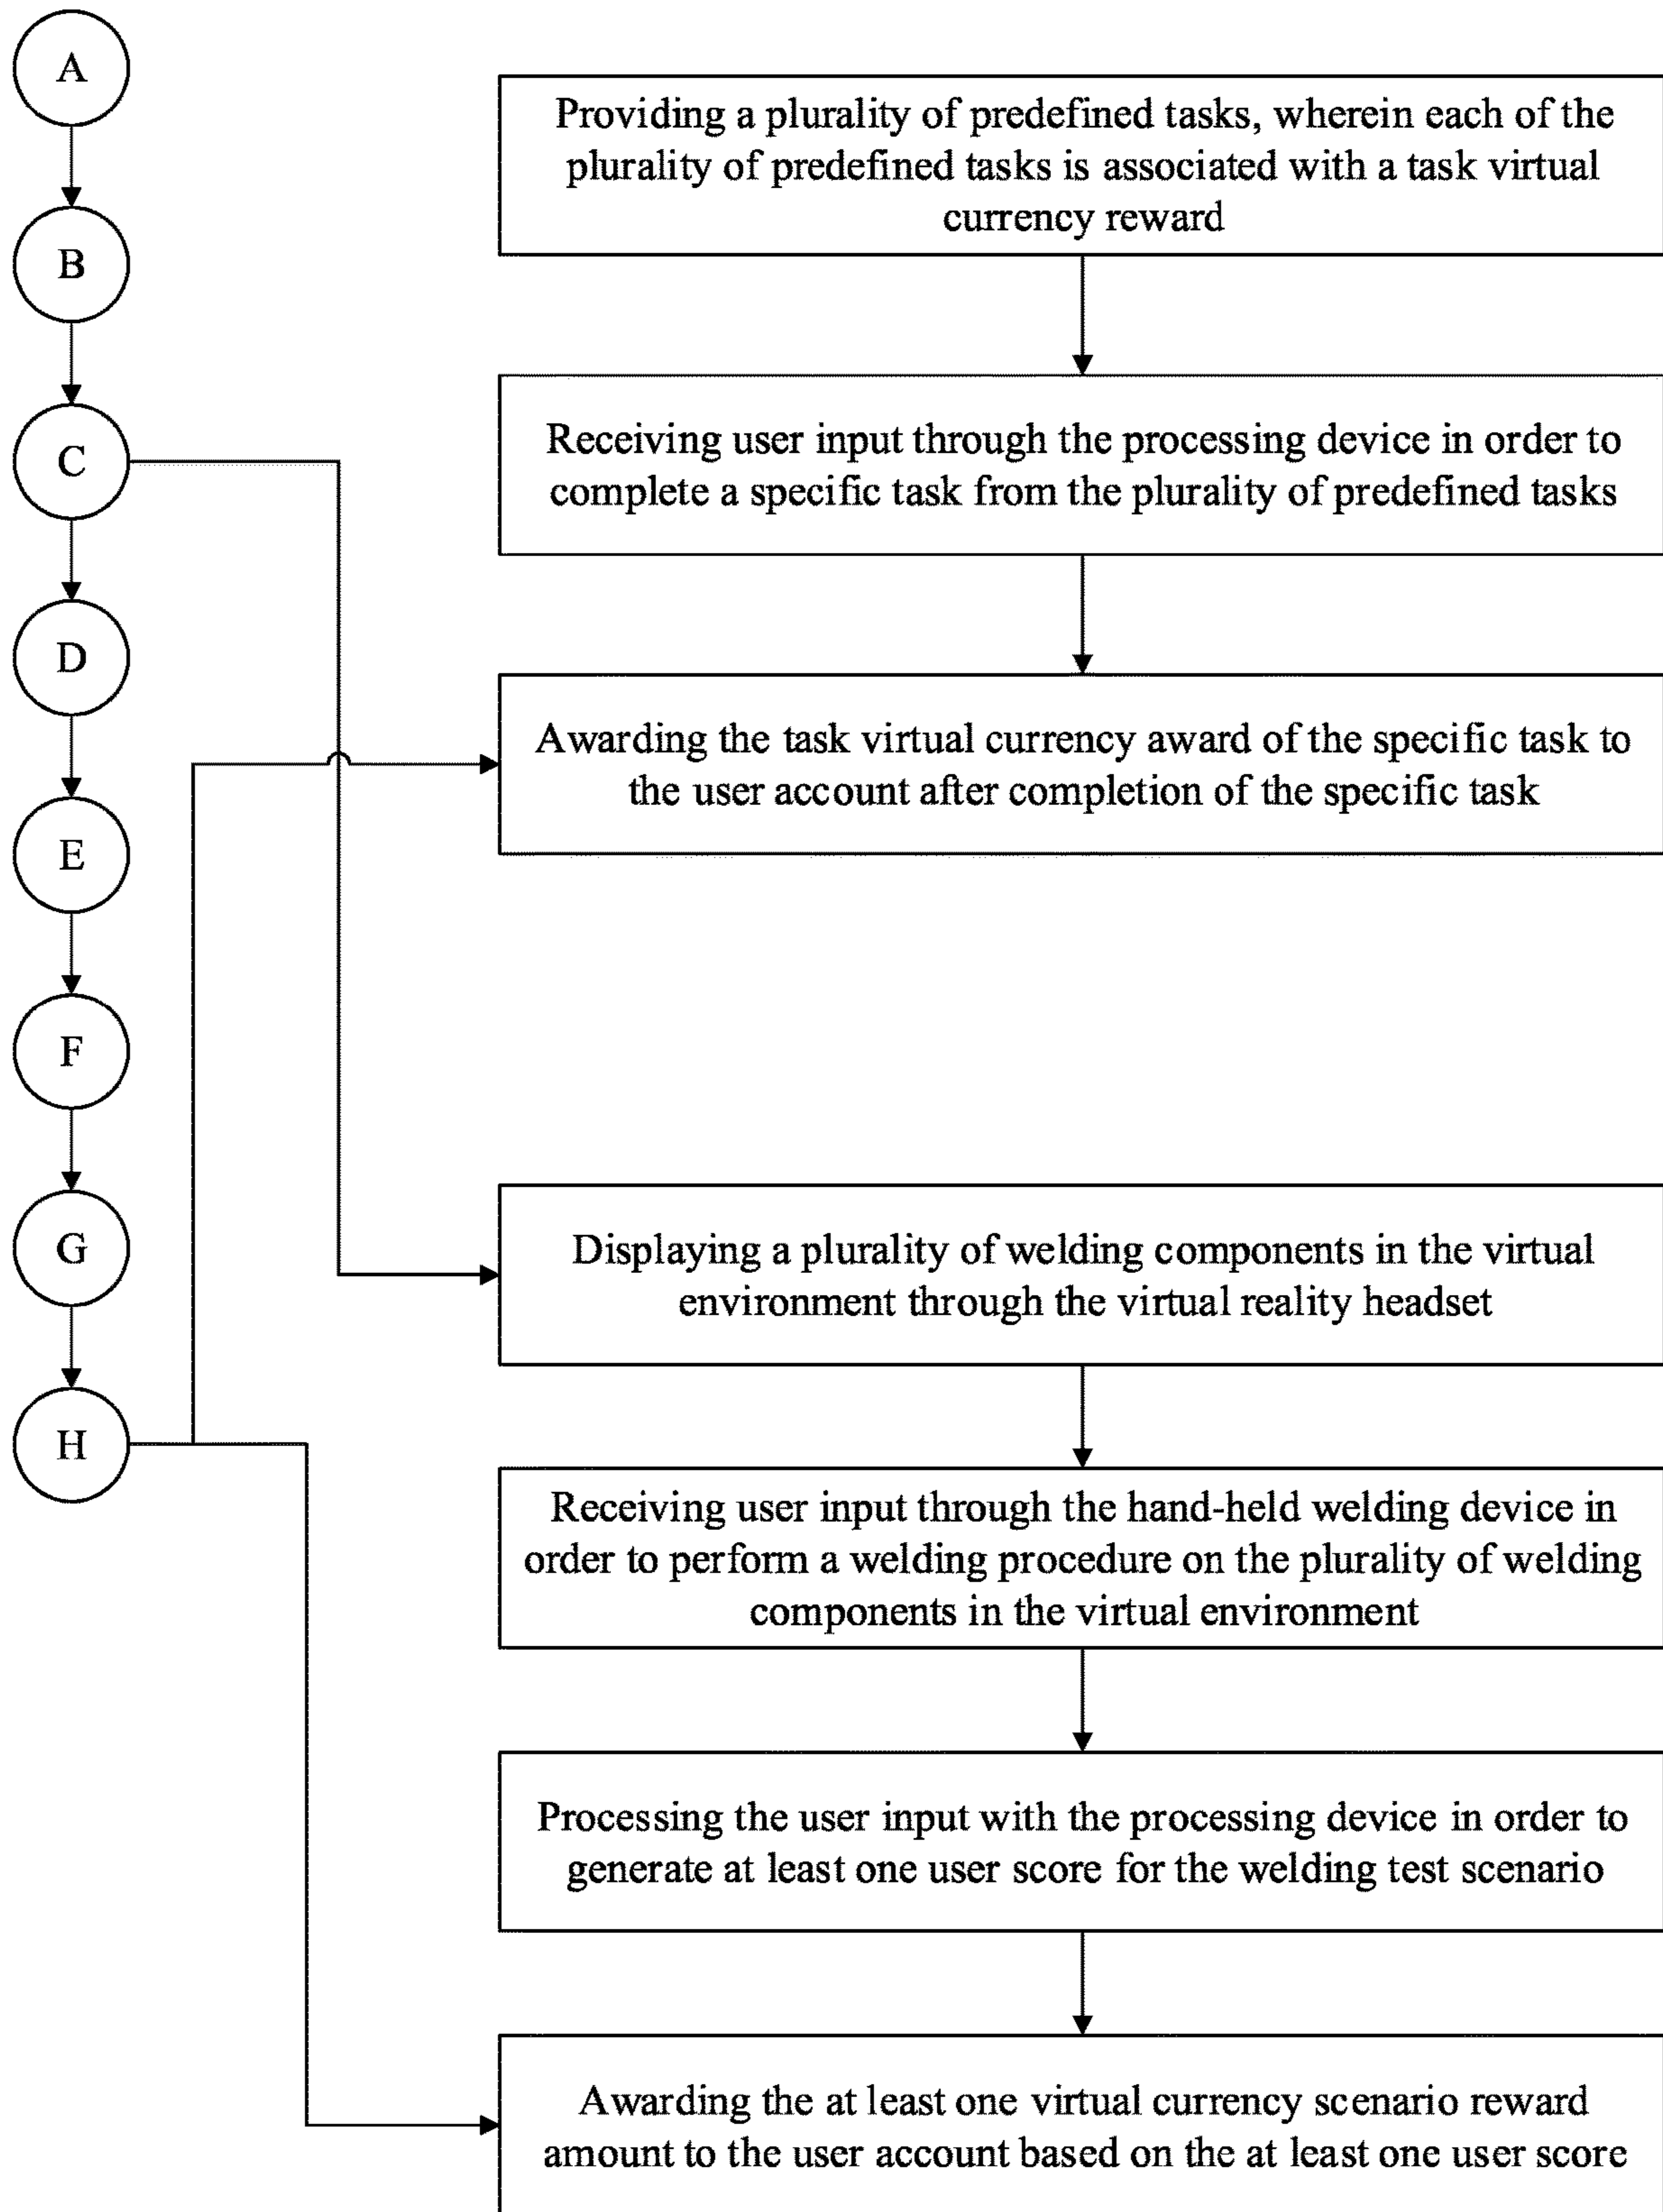 A
B
C
D
E
F
G
H
Providing a plurality of predefined tasks, wherein each of the
plurality of predefined tasks is associated with a task virtual
currency reward
Receiving user input through the processing device in order to
complete a specific task from the plurality of predefined tasks
Awarding the task virtual currency award of the specific task to
the user account after completion of the specific task
Displaying a plurality of welding components in the virtual
environment through the virtual reality headset
Receiving user input through the hand-held welding device in
order to perform a welding procedure on the plurality of welding
components in the virtual environment
Processing the user input with the processing device in order to
generate at least one user score for the welding test scenario
Awarding the at least one virtual currency scenario reward
amount to the user account based on the at least one user score